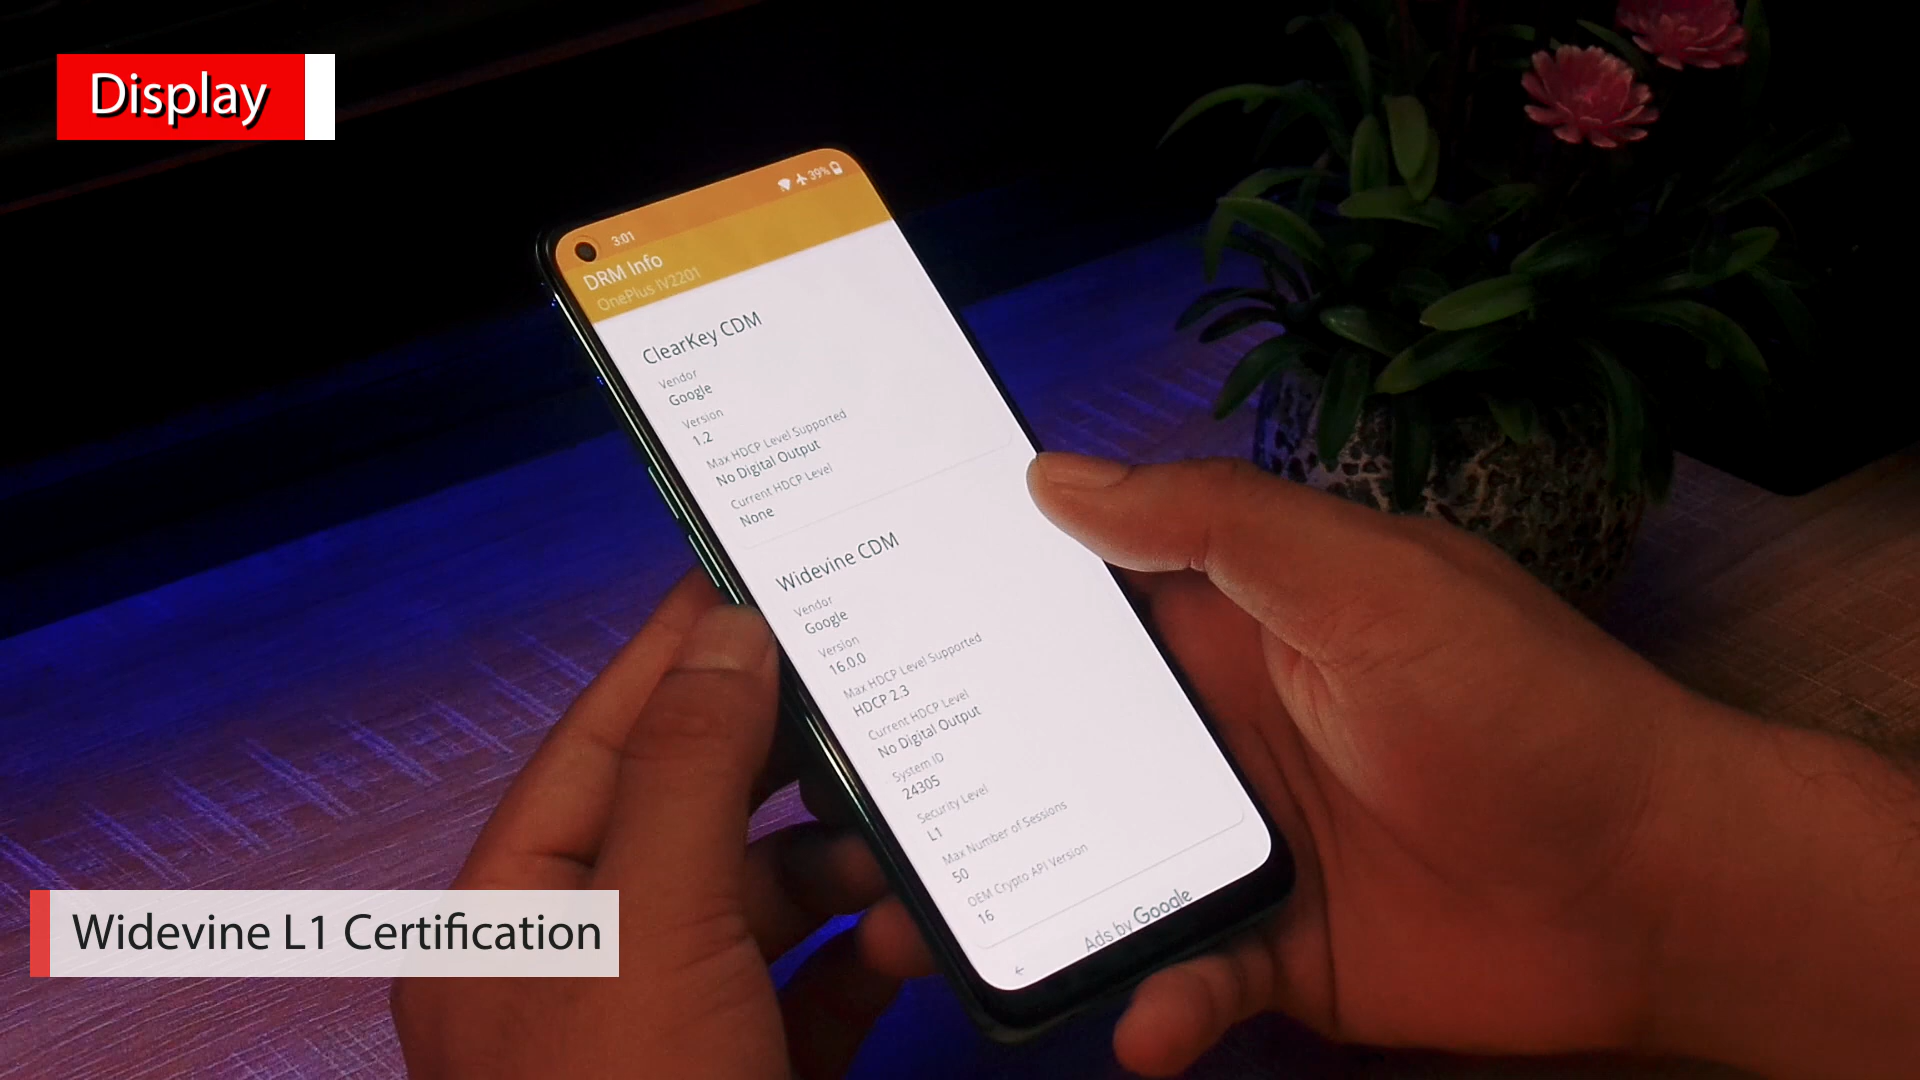 Display
3:01
39%
DRM Info
OnePlus IV2201
ClearKey CDM
Vendor
Google
Version
1.2
Max HDCP Level Supported
No Digital Output
Current HDCP Level
None
Widevine CDM
Vendor
Google
Version
16.0.0
Max HDCP Level Supported
HDCP 2.3
Current HDCP Level
No Digital Output
System ID
24305
Security Level
L1
Max Number of Sessions
50
OEM Crypto API Version
16
Ads by Google
Widevine L1 Certification